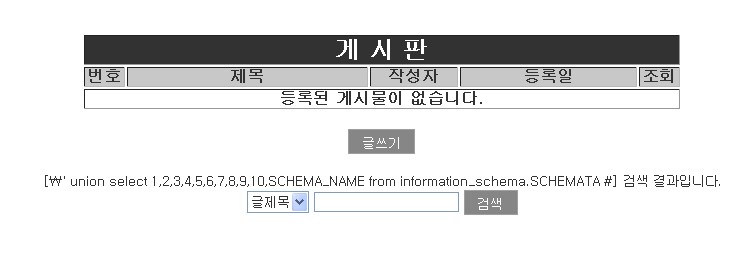 게 시 판
번호 제목 작성자 등록일 조회
등록된 게시물이 없습니다.
글쓰기
[₩' union select 1,2,3,4,5,6,7,8,9,10,SCHEMA_NAME from information_schema.SCHEMATA #] 검색 결과입니다.
글제목 검색